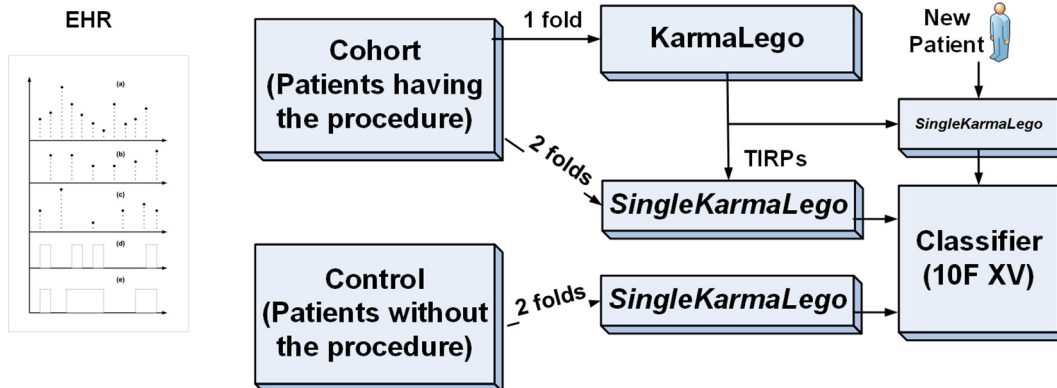 EHR
(a)
(b)
(c)
(d)
(e)
Cohort
(Patients having
the procedure)
1 fold
KarmaLego
New
Patient
SingleKarmaLego
2 folds
TIRPs
SingleKarmaLego
Control
(Patients without
the procedure)
2 folds
SingleKarmaLego
Classifier
(10F XV)